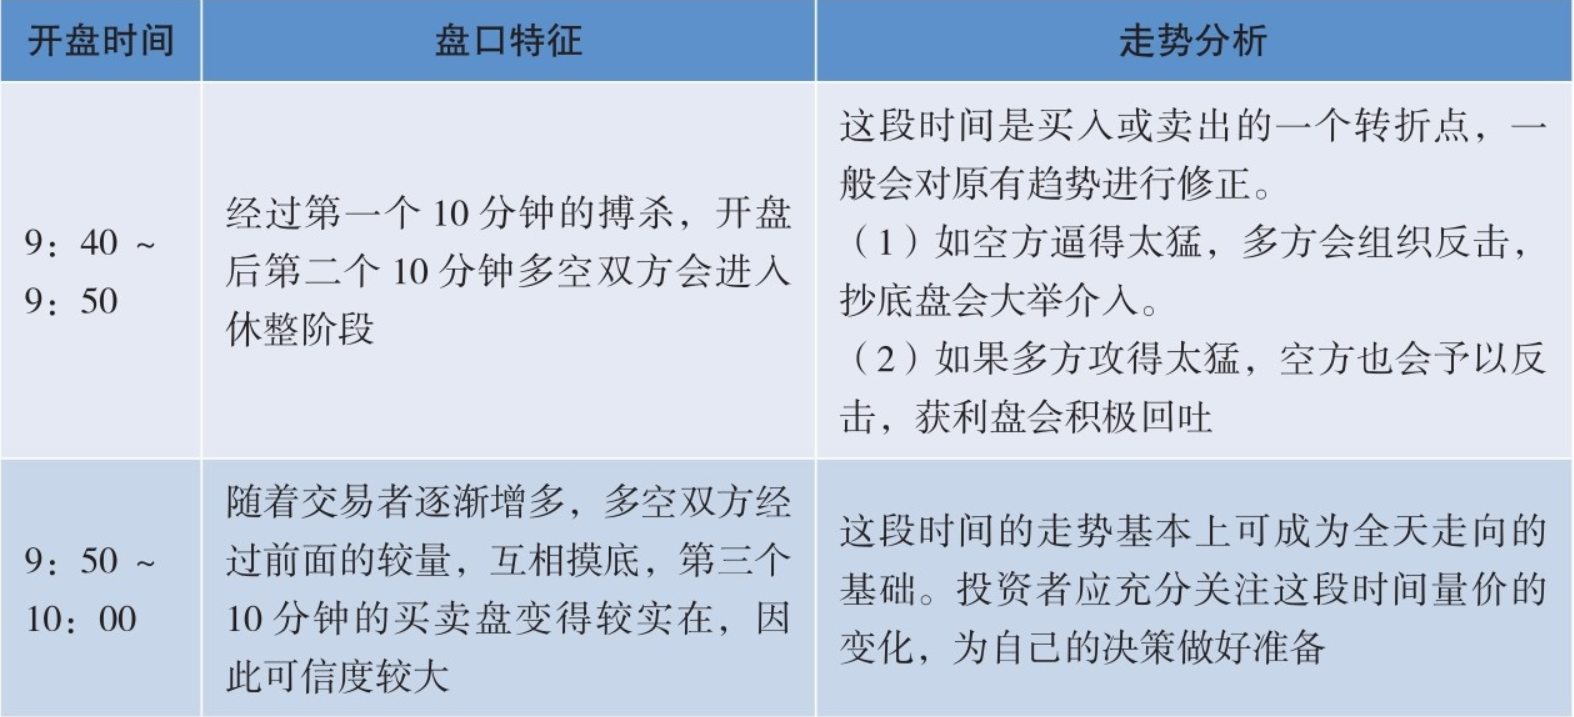 开盘时间
盘口特征
走势分析
9：40 ~
9：50
经过第一个 10 分钟的搏杀，开盘
后第二个 10 分钟多空双方会进入
休整阶段
这段时间是买入或卖出的一个转折点，一
般会对原有趋势进行修正。
（1）如空方逼得太猛，多方会组织反击，
抄底盘会大举介入。
（2）如果多方攻得太猛，空方也会予以反
击，获利盘会积极回吐
9：50 ~
10：00
随着交易者逐渐增多，多空双方经
过前面的较量，互相摸底，第三个
10 分钟的买卖盘变得较实在，因
此可信度较大
这段时间的走势基本上可成为全天走向的
基础。投资者应充分关注这段时间量价的
变化，为自己的决策做好准备